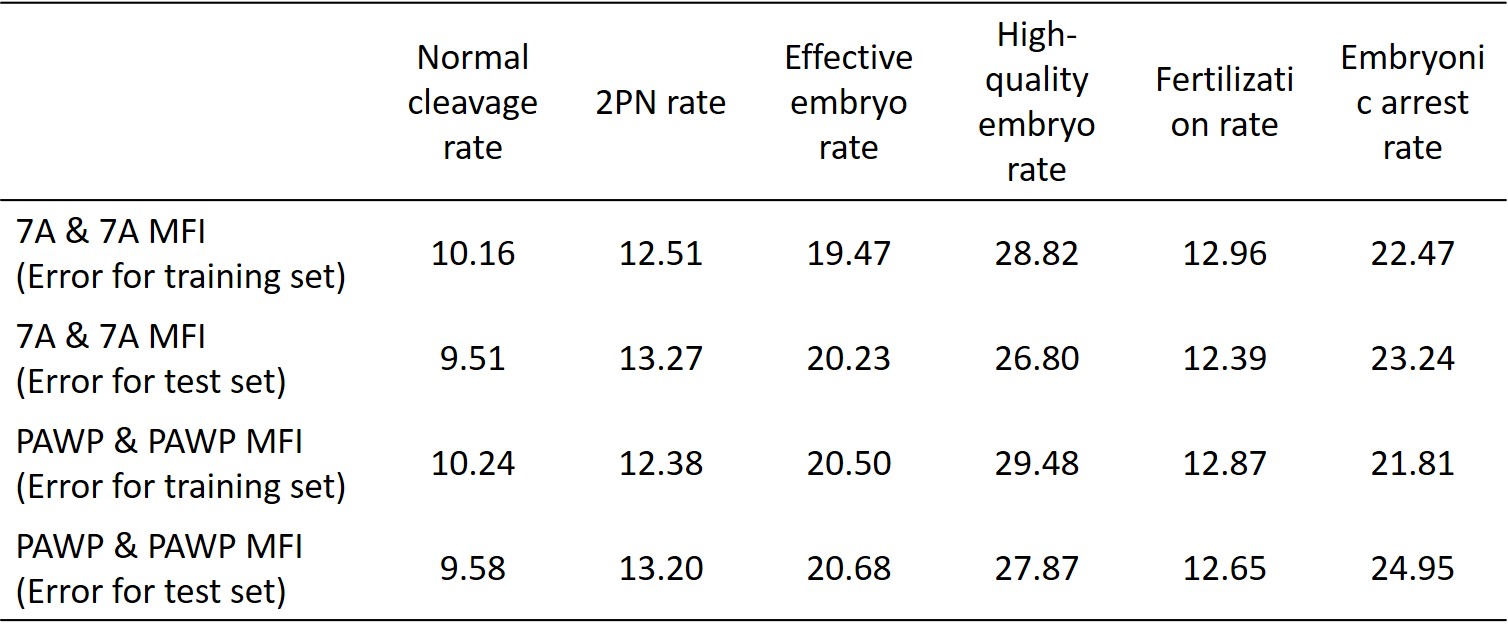 Normal
cleavage
rate
2PN rate
Effective
embryo
rate
High-
quality
embryo
rate
Fertilizati
on rate
Embryoni
c arrest
rate
7A & 7A MFI
(Error for training set)
10.16 12.51 19.47 28.82 12.96 22.47
7A & 7A MFI
(Error for test set)
9.51 13.27 20.23 26.80 12.39 23.24
PAWP & PAWP MFI
(Error for training set)
10.24 12.38 20.50 29.48 12.87 21.81
PAWP & PAWP MFI
(Error for test set)
9.58 13.20 20.68 27.87 12.65 24.95